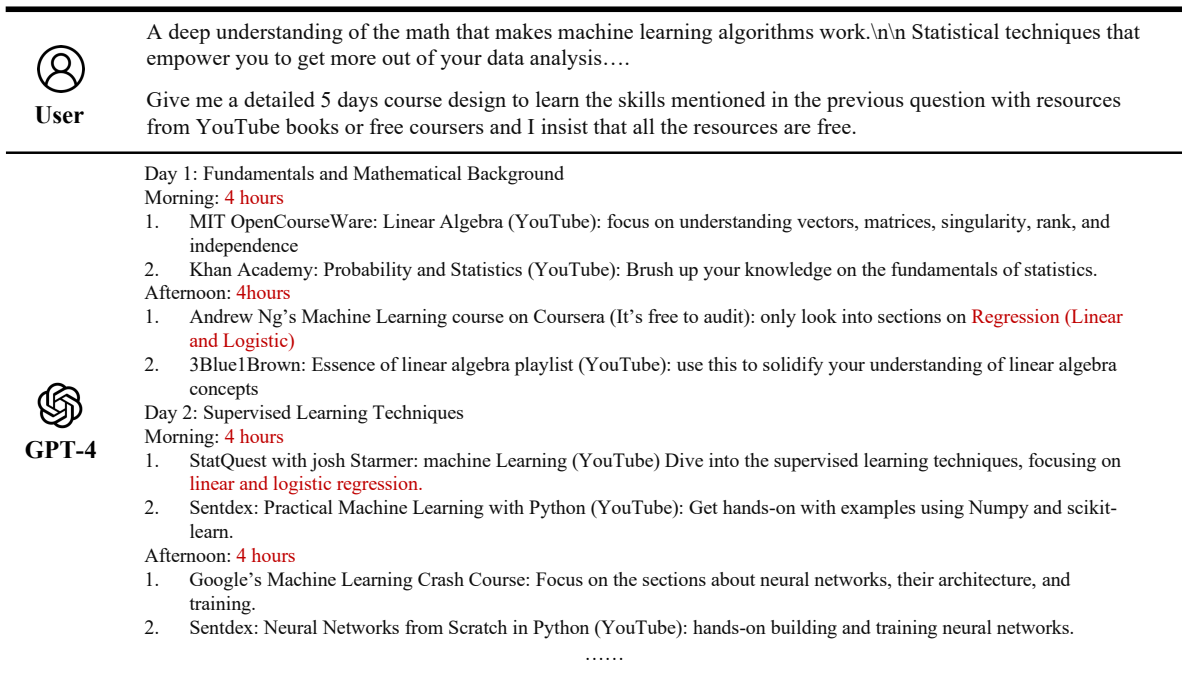 A deep understanding of the math that makes machine learning algorithms work.\n\n Statistical techniques that
empower you to get more out of your data analysis….
Give me a detailed 5 days course design to learn the skills mentioned in the previous question with resources
from YouTube books or free coursers and I insist that all the resources are free.
User
Day 1: Fundamentals and Mathematical Background
Morning: 4 hours
1. MIT OpenCourseWare: Linear Algebra (YouTube): focus on understanding vectors, matrices, singularity, rank, and
independence
2. Khan Academy: Probability and Statistics (YouTube): Brush up your knowledge on the fundamentals of statistics.
Afternoon: 4hours
1. Andrew Ng’s Machine Learning course on Coursera (It’s free to audit): only look into sections on Regression (Linear
and Logistic)
2. 3Blue1Brown: Essence of linear algebra playlist (YouTube): use this to solidify your understanding of linear algebra
concepts
Day 2: Supervised Learning Techniques
Morning: 4 hours
1. StatQuest with josh Starmer: machine Learning (YouTube) Dive into the supervised learning techniques, focusing on
linear and logistic regression.
2. Sentdex: Practical Machine Learning with Python (YouTube): Get hands-on with examples using Numpy and scikit-
learn.
Afternoon: 4 hours
1. Google’s Machine Learning Crash Course: Focus on the sections about neural networks, their architecture, and
training.
2. Sentdex: Neural Networks from Scratch in Python (YouTube): hands-on building and training neural networks.
……
GPT-4